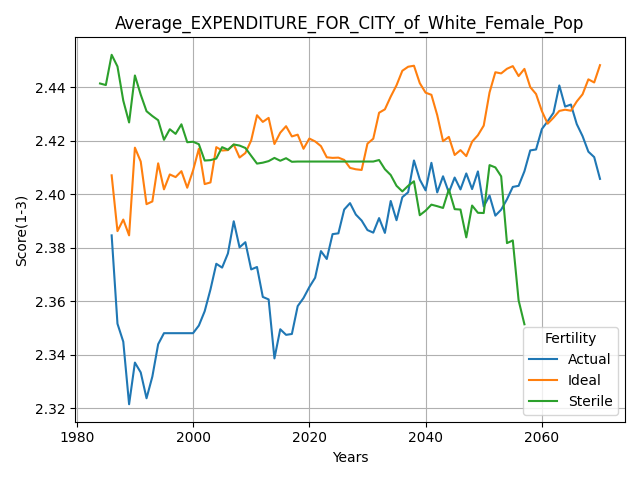 Average_EXPENDITURE_FOR_CITY_of_White_Female_Pop
Score(1-3)
2.44
2.42
2.40
2.38
2.36
2.34
2.32
1980 2000 2020 2040 2060
Years
Fertility
Actual
Ideal
Sterile